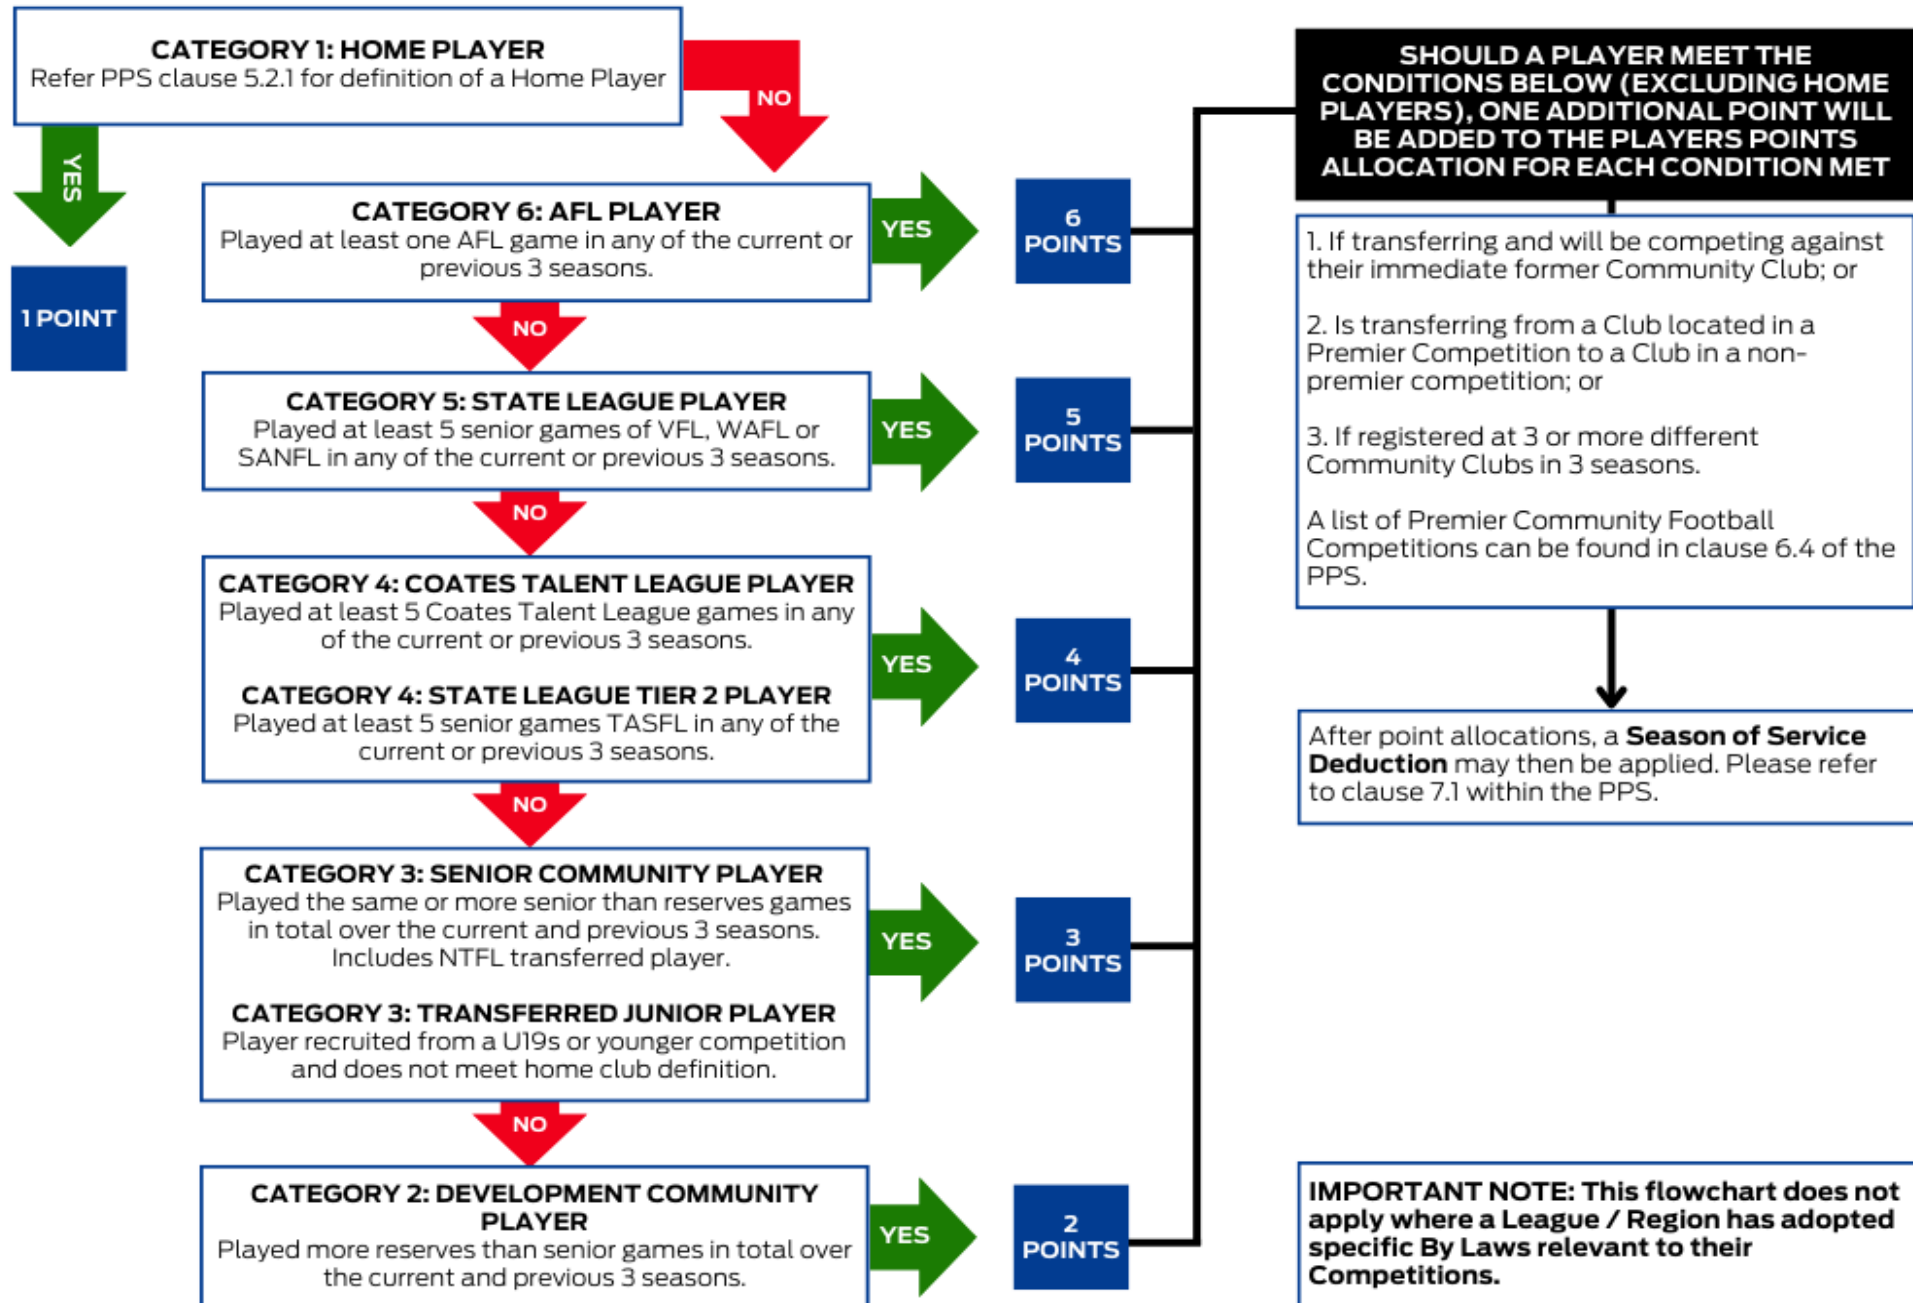 CATEGORY 1: HOME PLAYER
Refer PPS clause 5.2.1 for definition of a Home Player
NO
YES
1 POINT
CATEGORY 6: AFL PLAYER
Played at least one AFL game in any of the current or
previous 3 seasons.
YES
6
POINTS
NO
CATEGORY 5: STATE LEAGUE PLAYER
Played at least 5 senior games of VFL, WAFL or
SANFL in any of the current or previous 3 seasons.
YES
5
POINTS
NO
CATEGORY 4: COATES TALENT LEAGUE PLAYER
Played at least 5 Coates Talent League games in any
of the current or previous 3 seasons.
CATEGORY 4: STATE LEAGUE TIER 2 PLAYER
Played at least 5 senior games TASFL in any of the
current or previous 3 seasons.
YES
4
POINTS
NO
CATEGORY 3: SENIOR COMMUNITY PLAYER
Played the same or more senior than reserves games
in total over the current and previous 3 seasons.
Includes NTFL transferred player.
CATEGORY 3: TRANSFERRED JUNIOR PLAYER
Player recruited from a U19s or younger competition
and does not meet home club definition.
YES
3
POINTS
NO
CATEGORY 2: DEVELOPMENT COMMUNITY
PLAYER
Played more reserves than senior games in total over
the current and previous 3 seasons.
YES
2
POINTS
SHOULD A PLAYER MEET THE
CONDITIONS BELOW (EXCLUDING HOME
PLAYERS), ONE ADDITIONAL POINT WILL
BE ADDED TO THE PLAYERS POINTS
ALLOCATION FOR EACH CONDITION MET
1. If transferring and will be competing against
their immediate former Community Club; or
2. Is transferring from a Club located in a
Premier Competition to a Club in a non-
premier competition; or
3. If registered at 3 or more different
Community Clubs in 3 seasons.
A list of Premier Community Football
Competitions can be found in clause 6.4 of the
PPS.
After point allocations, a Season of Service
Deduction may then be applied. Please refer
to clause 7.1 within the PPS.
IMPORTANT NOTE: This flowchart does not
apply where a League / Region has adopted
specific By Laws relevant to their
Competitions.